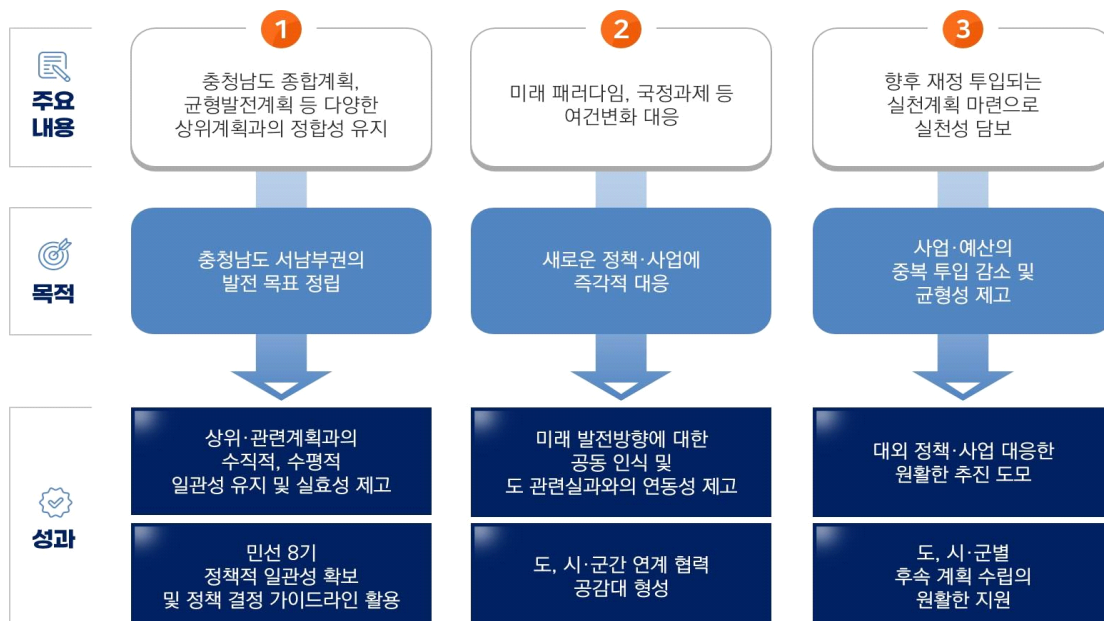 1
2
3
주요
내용
충청남도 종합계획,
균형발전계획 등 다양한
상위계획과의 정합성 유지
미래 패러다임, 국정과제 등
여건변화 대응
향후 재정 투입되는
실천계획 마련으로
실천성 담보
목적
충청남도 서남부권의
발전 목표 정립
새로운 정책·사업에
즉각적 대응
사업·예산의
중복 투입 감소 및
균형성 제고
성과
상위·관련계획과의
수직적, 수평적
일관성 유지 및 실효성 제고
미래 발전방향에 대한
공동 인식 및
도 관련실과와의 연동성 제고
대외 정책·사업 대응한
원활한 추진 도모
민선 8기
정책적 일관성 확보
및 정책 결정 가이드라인 활용
도, 시·군간 연계 협력
공감대 형성
도, 시·군별
후속 계획 수립의
원활한 지원